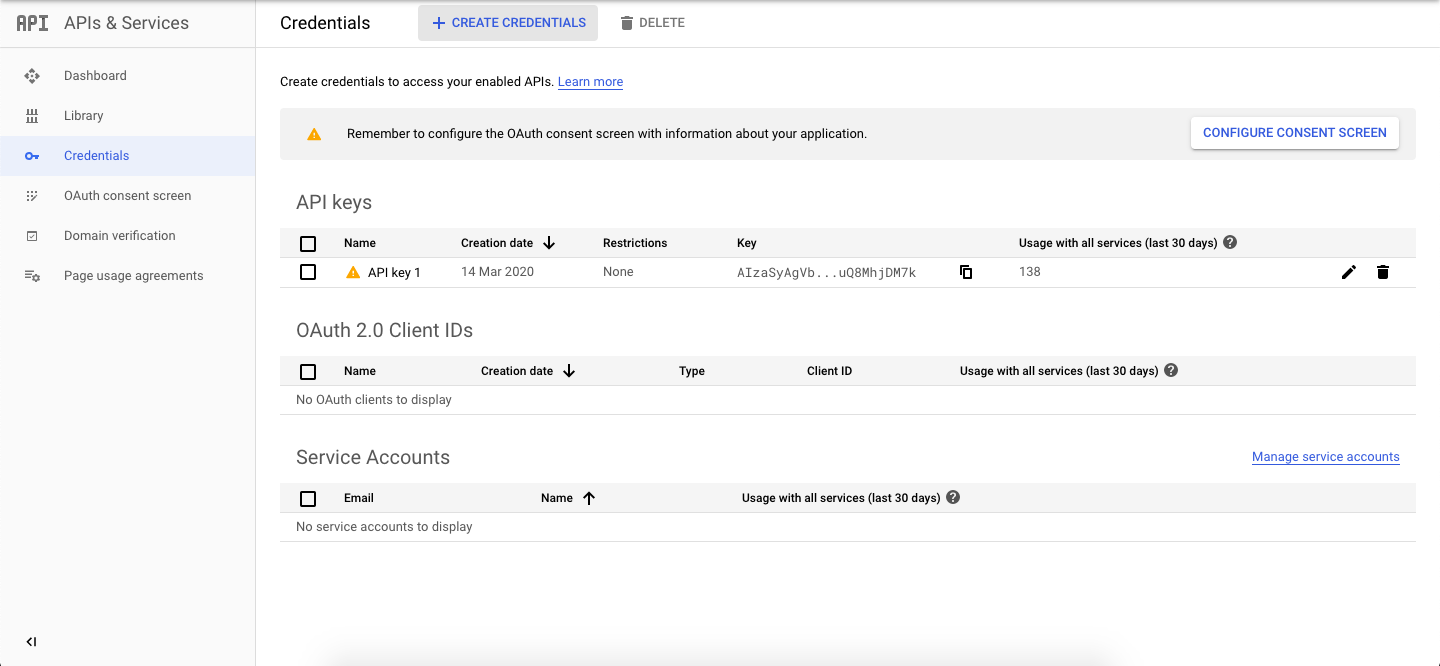 API APIs & Services
Credentials
CREATE CREDENTIALS
DELETE
Dashboard
Library
Credentials
OAuth consent screen
Domain verification
Page usage agreements
Create credentials to access your enabled APIs. Learn more
Remember to configure the OAuth consent screen with information about your application.
CONFIGURE CONSENT SCREEN
API keys
Name Creation date Restrictions Key Usage with all services (last 30 days)
API key 1 14 Mar 2020 None AIzaSyAgVb...uQ8MhjDM7k 138
OAuth 2.0 Client IDs
Name Creation date Type Client ID Usage with all services (last 30 days)
No OAuth clients to display
Service Accounts
Manage service accounts
Email Name Usage with all services (last 30 days)
No service accounts to display